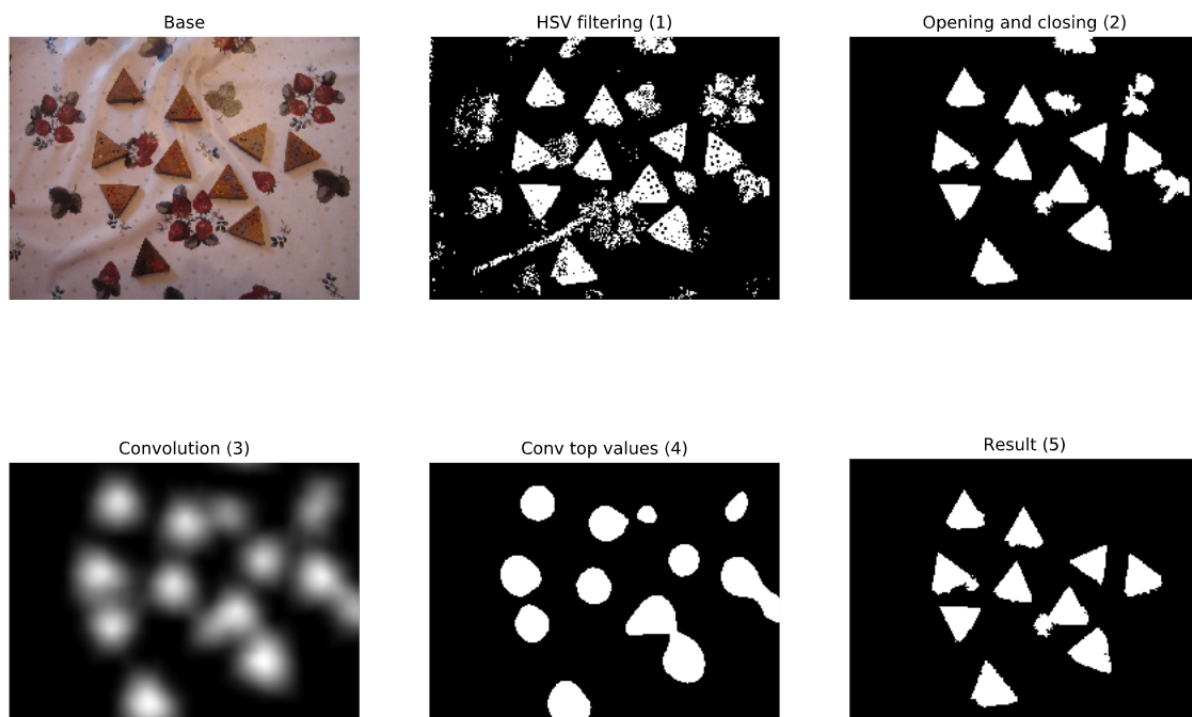 Base
HSV filtering (1)
Opening and closing (2)
Convolution (3)
Conv top values (4)
Result (5)